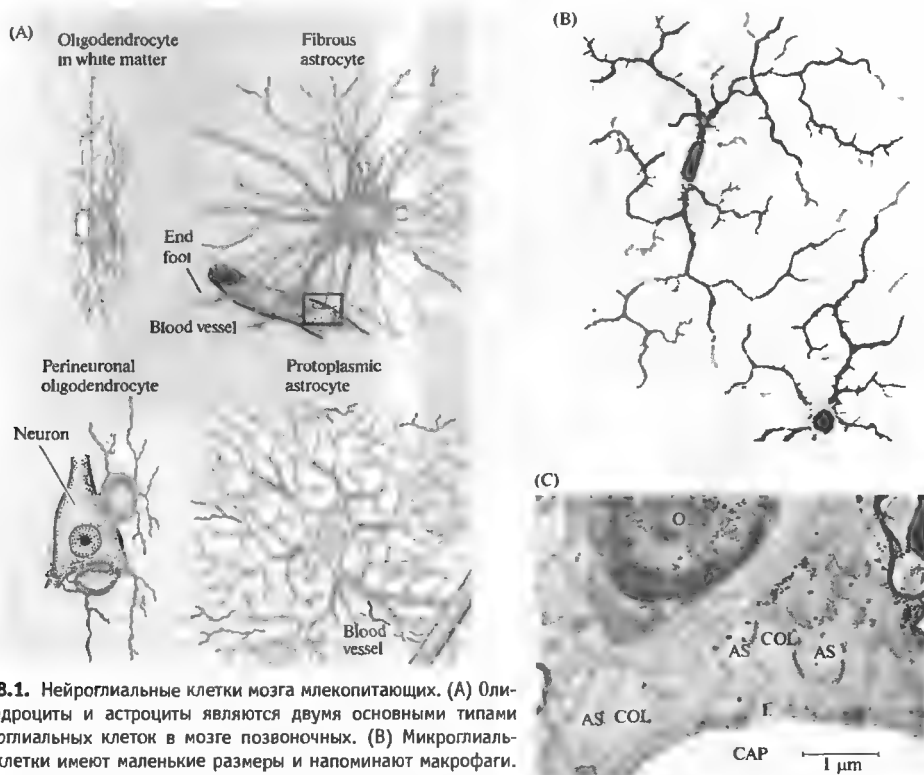 (A)
Oligodendrocyte
in white matter
Fibrous
astrocyte
End
foot
Blood vessel
Perineuronal
oligodendrocyte
Neuron
Protoplasmic
astrocyte
Blood
vessel
(B)
(C)
O
AS COL AS
AS COL
E
CAP
1 µm
8.1. Нейроглиальные клетки мозга млекопитающих. (А) Оли-
дроциты и астроциты являются двумя основными типами
роглиальных клеток в мозге позвоночных. (В) Микроглиаль-
клетки имеют маленькие размеры и напоминают макрофаги.